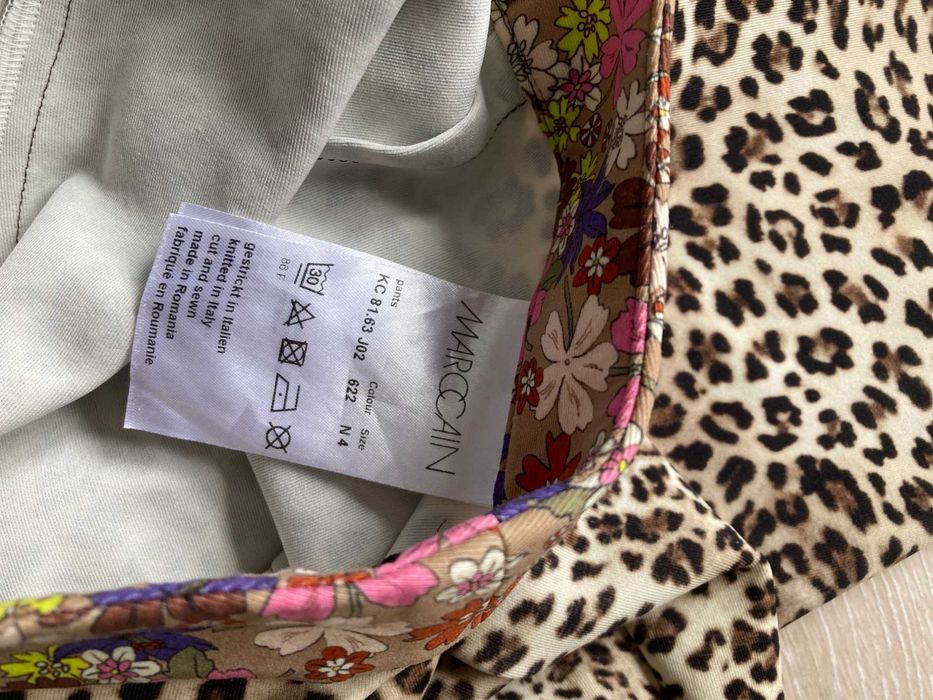 MARCCAIN
pants
Colour Size
KC 81.63 J02 622 N 4
30
86 F
gestrickt in Italien
knitted in Italy
cut and sewn
made in Romania
fabriqué en Roumanie